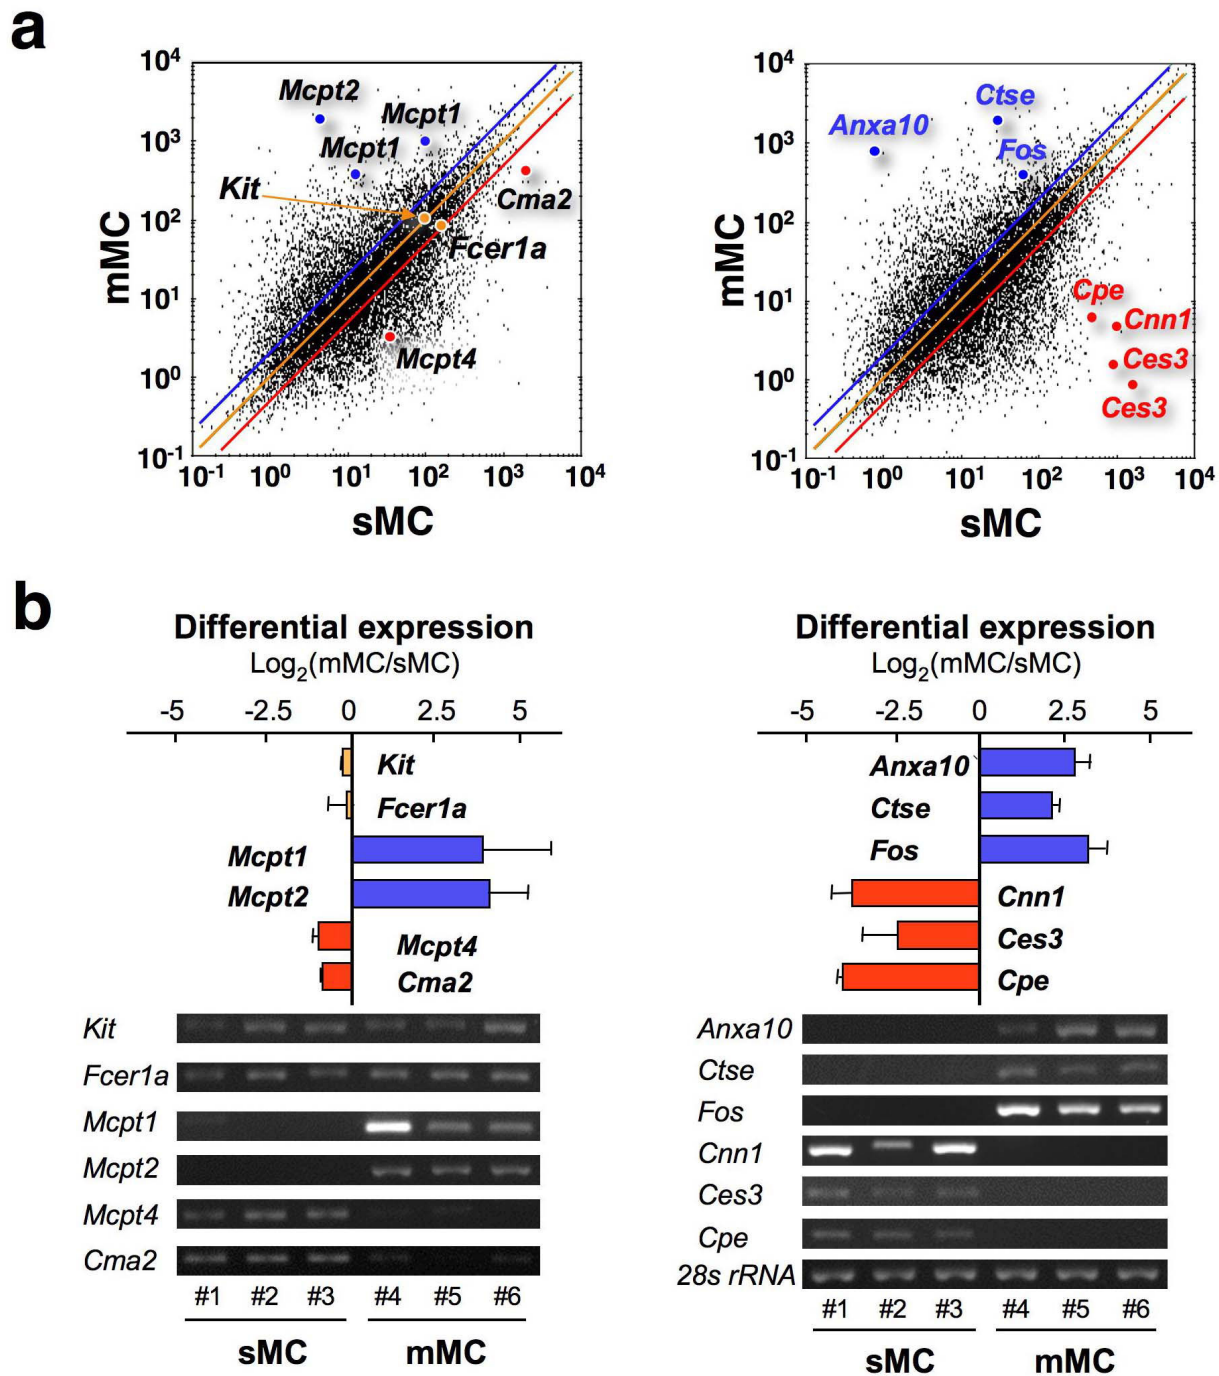 a
10^4
10^3
10^2
10^1
10^0
10^-1
mMC
Mcpt2
Mcpt1
Mcpt1
Kit
Cma2
Fcer1a
Mcpt4
10^-1 10^0 10^1 10^2 10^3 10^4
sMC
10^4
10^3
10^2
10^1
10^0
10^-1
mMC
Ctse
Anxa10
Fos
Cpe
Cnn1
Ces3
Ces3
10^-1 10^0 10^1 10^2 10^3 10^4
sMC
b
Differential expression
Log2(mMC/sMC)
-5 -2.5 0 2.5 5
Kit
Fcer1a
Mcpt1
Mcpt2
Mcpt4
Cma2
Kit
Fcer1a
Mcpt1
Mcpt2
Mcpt4
Cma2
#1 #2 #3 #4 #5 #6
sMC mMC
Differential expression
Log2(mMC/sMC)
-5 -2.5 0 2.5 5
Anxa10
Ctse
Fos
Cnn1
Ces3
Cpe
Anxa10
Ctse
Fos
Cnn1
Ces3
Cpe
28s rRNA
#1 #2 #3 #4 #5 #6
sMC mMC